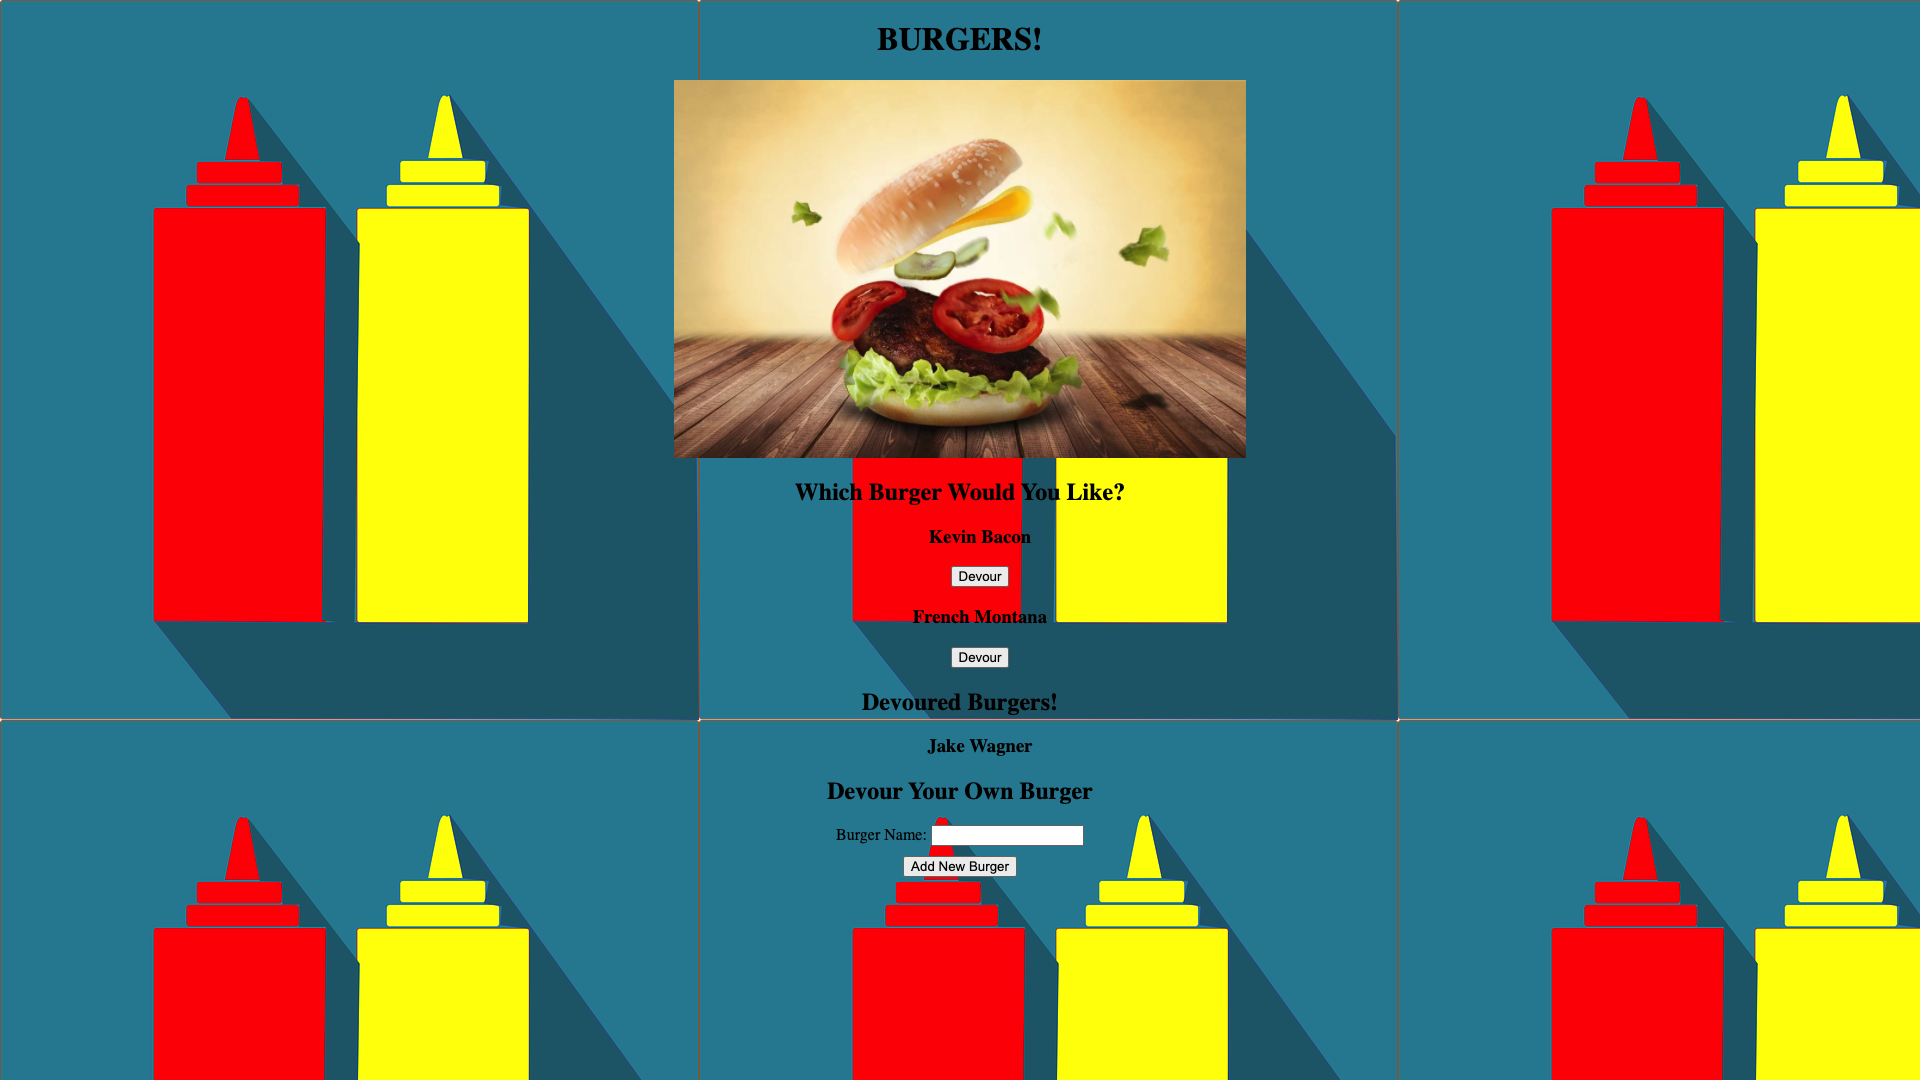 BURGERS!
Which Burger Would You Like?
Kevin Bacon
Devour
French Montana
Devour
Devoured Burgers!
Jake Wagner
Devour Your Own Burger
Burger Name:
Add New Burger